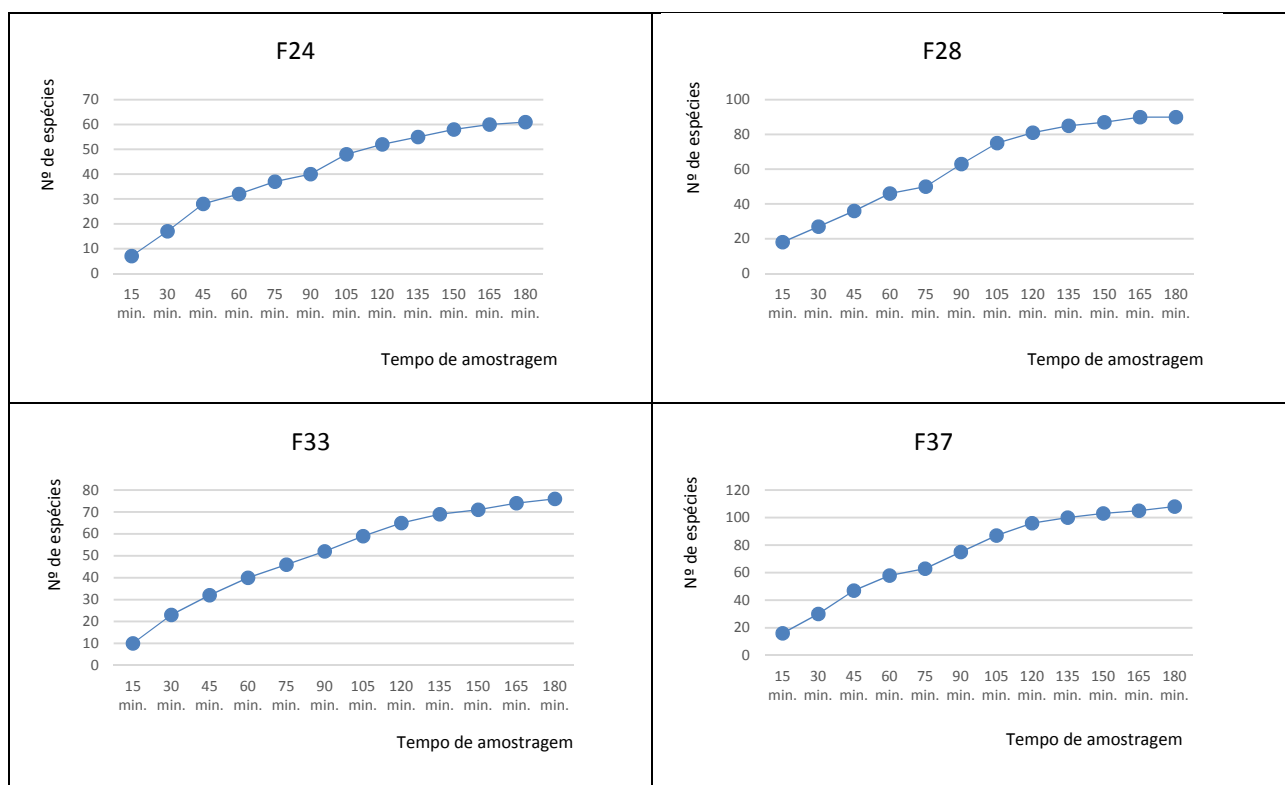 F24
Nº de espécies
70
60
50
40
30
20
10
0
15 30 45 60 75 90 105 120 135 150 165 180
min. min. min. min. min. min. min. min. min. min. min. min.
Tempo de amostragem
F28
Nº de espécies
100
80
60
40
20
0
15 30 45 60 75 90 105 120 135 150 165 180
min. min. min. min. min. min. min. min. min. min. min. min.
Tempo de amostragem
F33
Nº de espécies
80
70
60
50
40
30
20
10
0
15 30 45 60 75 90 105 120 135 150 165 180
min. min. min. min. min. min. min. min. min. min. min. min.
Tempo de amostragem
F37
Nº de espécies
120
100
80
60
40
20
0
15 30 45 60 75 90 105 120 135 150 165 180
min. min. min. min. min. min. min. min. min. min. min. min.
Tempo de amostragem